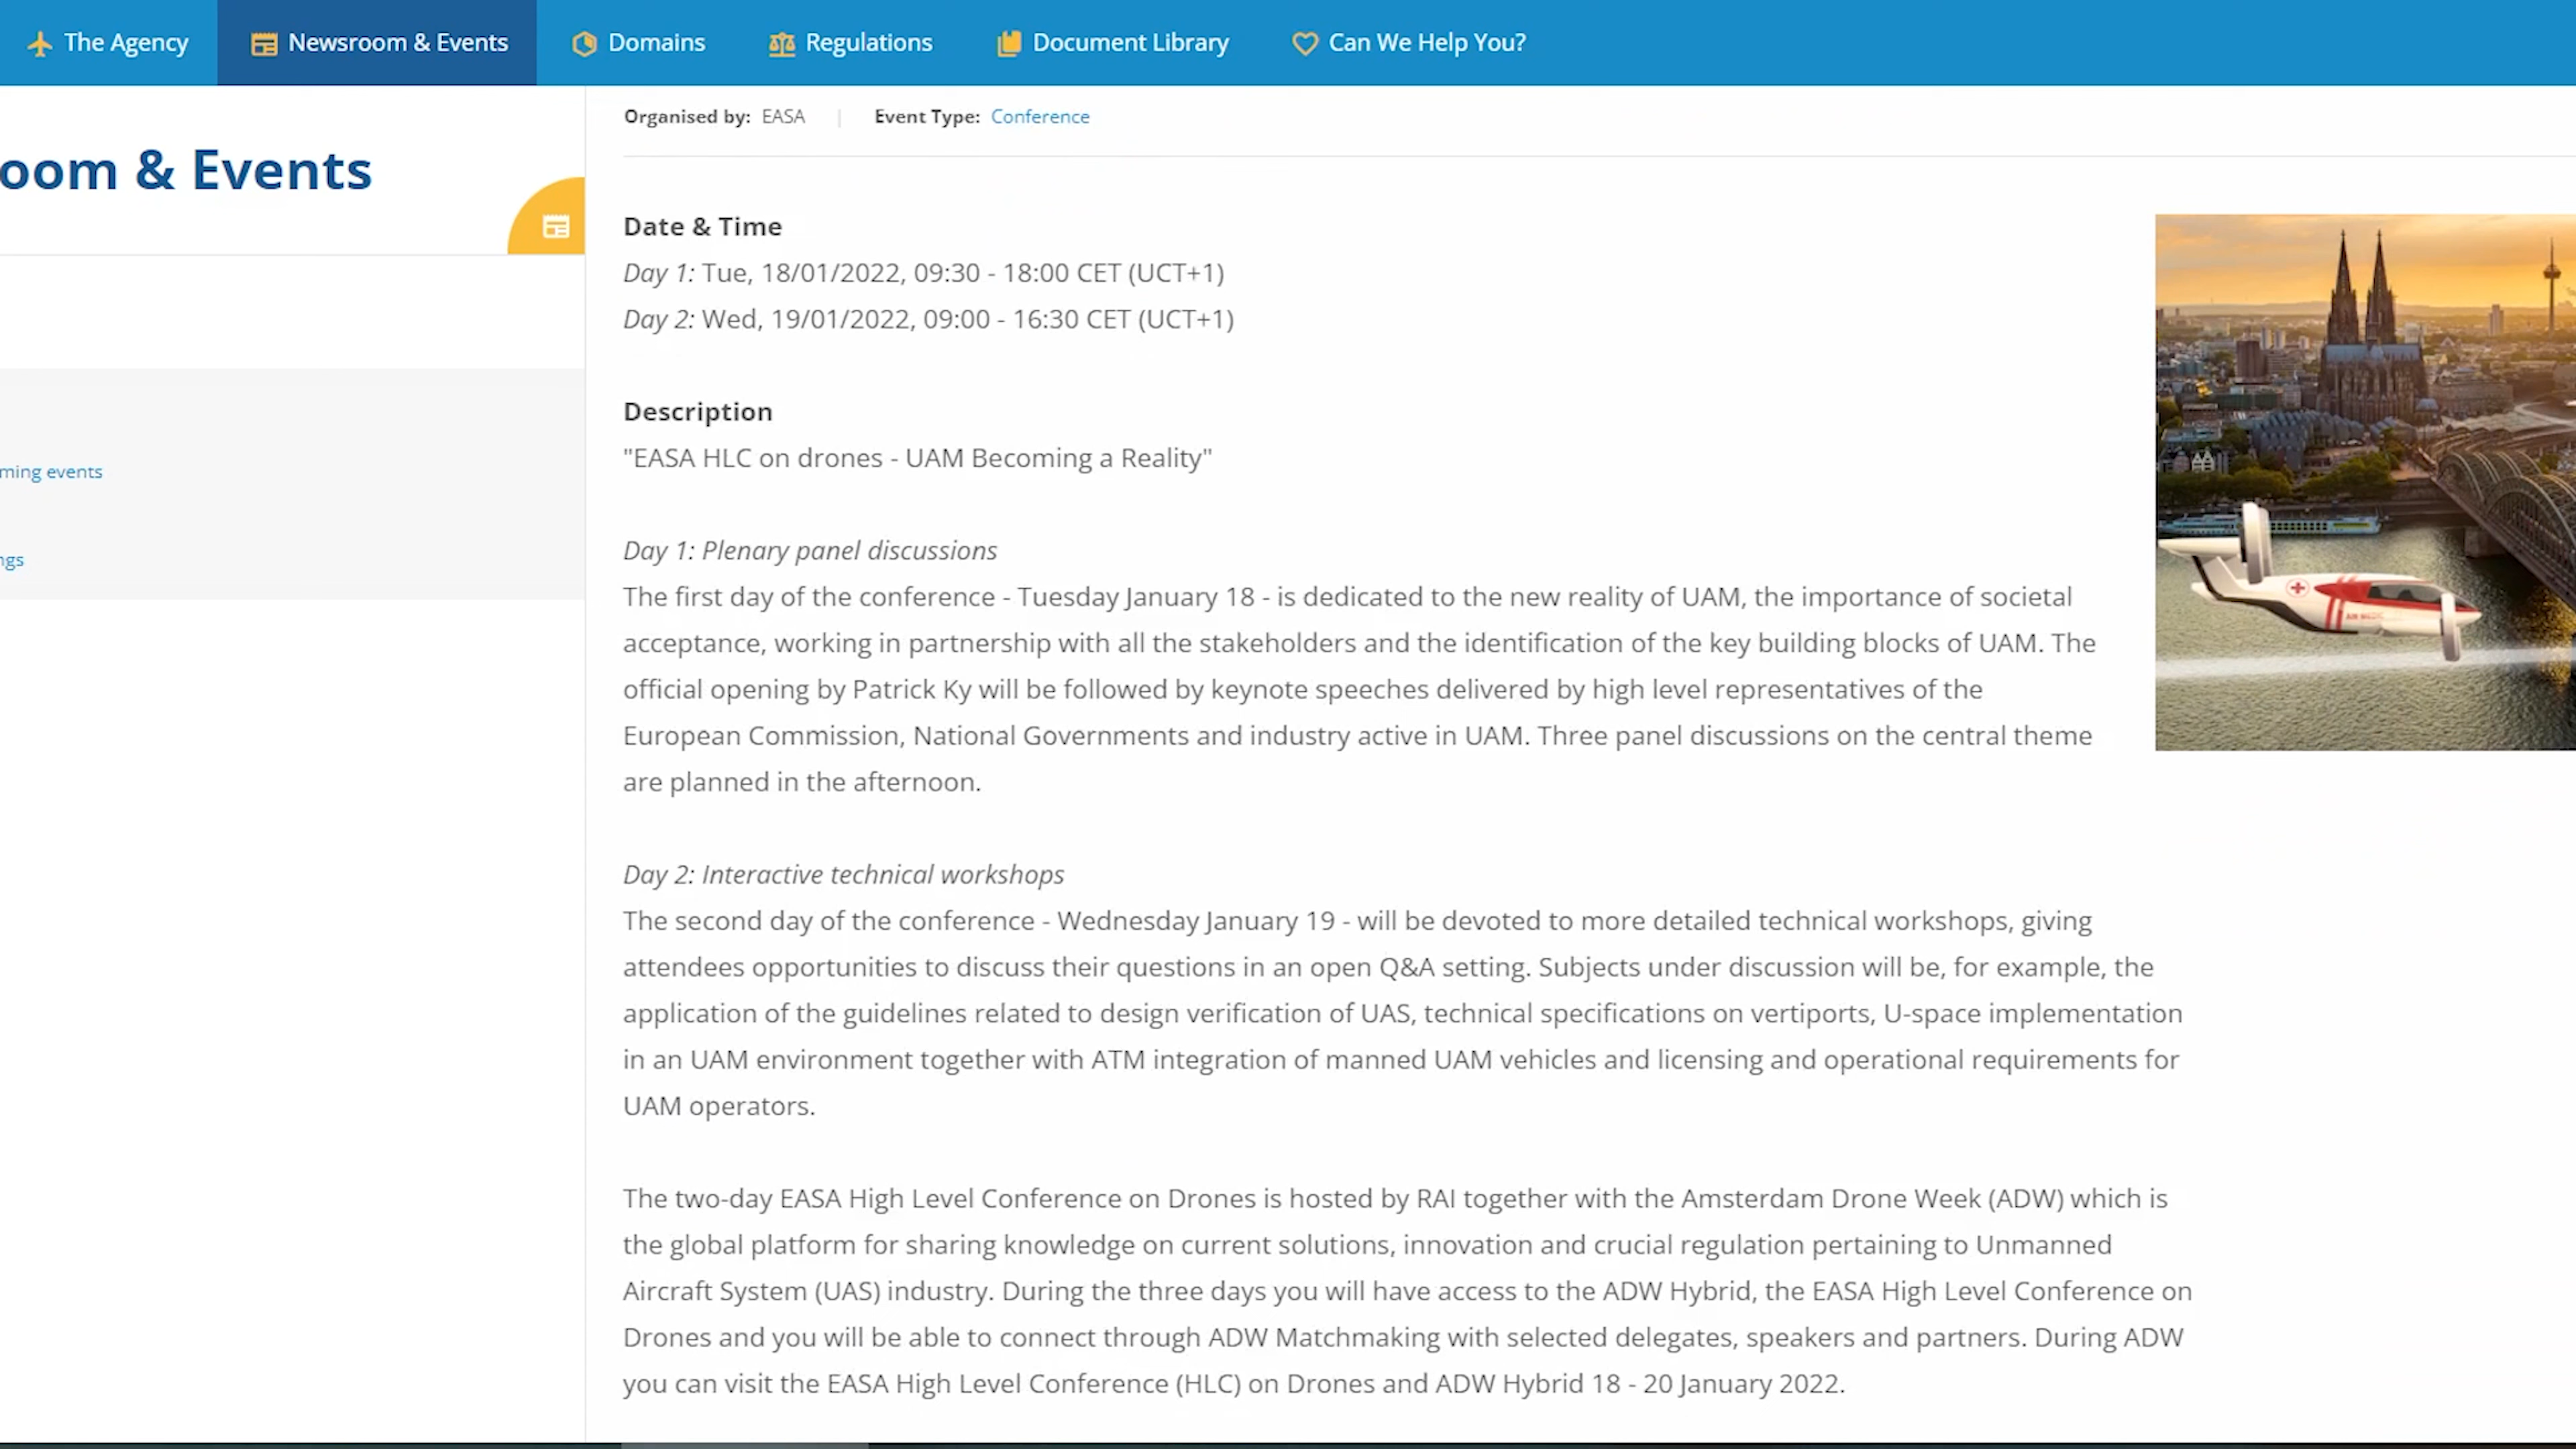 The Agency
Newsroom & Events
Domains
Regulations
Document Library
Can We Help You?
oom & Events
ming events
ngs
Organised by: EASA | Event Type: Conference
Date & Time
Day 1: Tue, 18/01/2022, 09:30 - 18:00 CET (UCT+1)
Day 2: Wed, 19/01/2022, 09:00 - 16:30 CET (UCT+1)
Description
"EASA HLC on drones - UAM Becoming a Reality"
Day 1: Plenary panel discussions
The first day of the conference - Tuesday January 18 - is dedicated to the new reality of UAM, the importance of societal
acceptance, working in partnership with all the stakeholders and the identification of the key building blocks of UAM. The
official opening by Patrick Ky will be followed by keynote speeches delivered by high level representatives of the
European Commission, National Governments and industry active in UAM. Three panel discussions on the central theme
are planned in the afternoon.
Day 2: Interactive technical workshops
The second day of the conference - Wednesday January 19 - will be devoted to more detailed technical workshops, giving
attendees opportunities to discuss their questions in an open Q&A setting. Subjects under discussion will be, for example, the
application of the guidelines related to design verification of UAS, technical specifications on vertiports, U-space implementation
in an UAM environment together with ATM integration of manned UAM vehicles and licensing and operational requirements for
UAM operators.
The two-day EASA High Level Conference on Drones is hosted by RAI together with the Amsterdam Drone Week (ADW) which is
the global platform for sharing knowledge on current solutions, innovation and crucial regulation pertaining to Unmanned
Aircraft System (UAS) industry. During the three days you will have access to the ADW Hybrid, the EASA High Level Conference on
Drones and you will be able to connect through ADW Matchmaking with selected delegates, speakers and partners. During ADW
you can visit the EASA High Level Conference (HLC) on Drones and ADW Hybrid 18 - 20 January 2022.